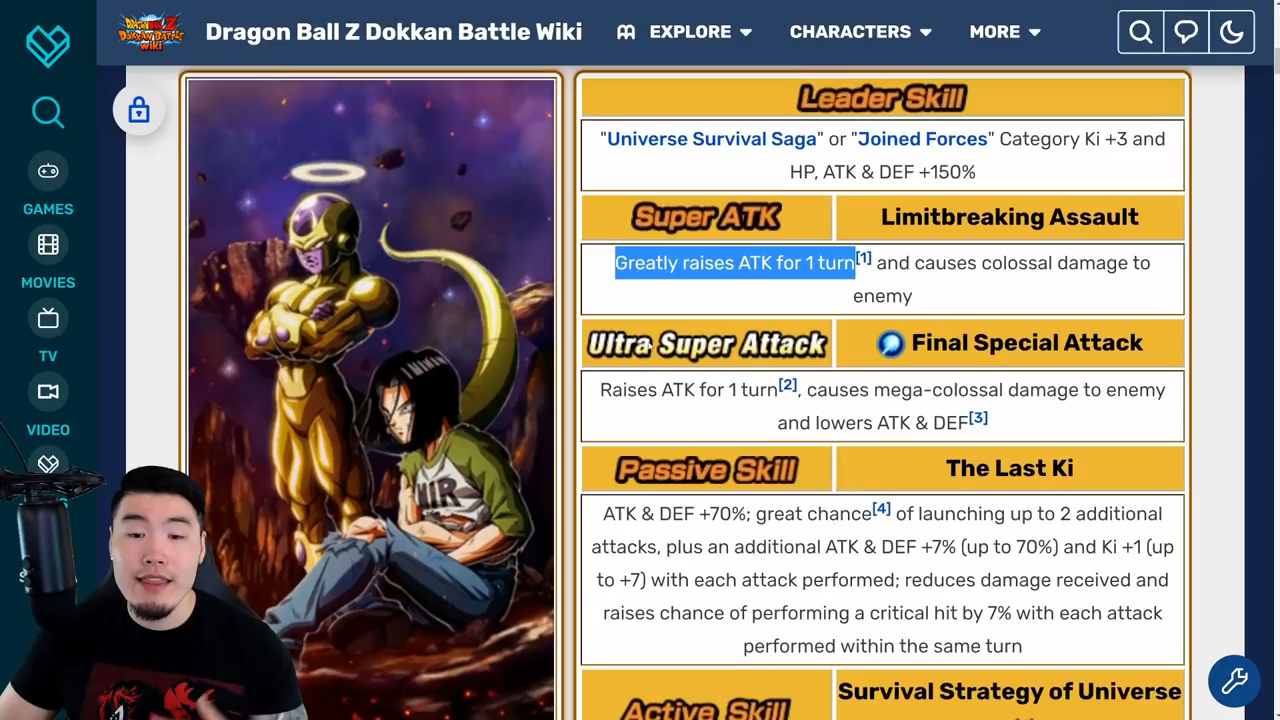 DRAGON BALL Z
DOKKAN BATTLE
WIKI
Dragon Ball Z Dokkan Battle Wiki
EXPLORE
CHARACTERS
MORE
GAMES
MOVIES
TV
VIDEO
Leader Skill
"Universe Survival Saga" or "Joined Forces" Category Ki +3 and
HP, ATK & DEF +150%
Super ATK
Limitbreaking Assault
Greatly raises ATK for 1 turn[1] and causes colossal damage to
enemy
Ultra Super Attack
Final Special Attack
Raises ATK for 1 turn[2], causes mega-colossal damage to enemy
and lowers ATK & DEF[3]
Passive Skill
The Last Ki
ATK & DEF +70%; great chance[4] of launching up to 2 additional
attacks, plus an additional ATK & DEF +7% (up to 70%) and Ki +1 (up
to +7) with each attack performed; reduces damage received and
raises chance of performing a critical hit by 7% with each attack
performed within the same turn
Active Skill
Survival Strategy of Universe
MIR